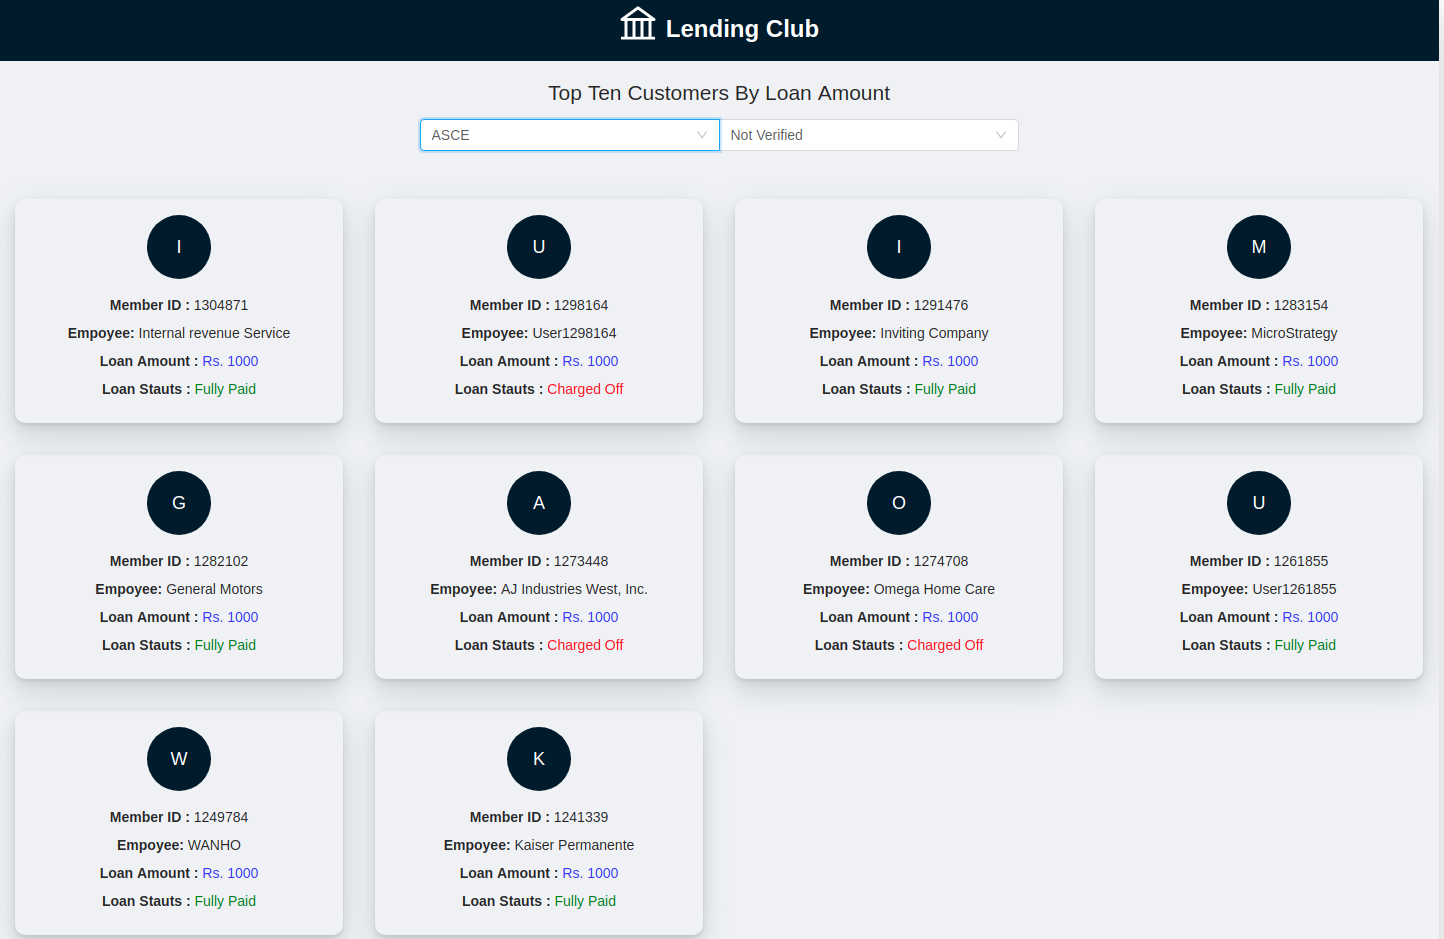 Lending Club
Top Ten Customers By Loan Amount
ASCE
Not Verified
I
Member ID : 1304871
Empoyee: Internal revenue Service
Loan Amount : Rs. 1000
Loan Stauts : Fully Paid
U
Member ID : 1298164
Empoyee: User1298164
Loan Amount : Rs. 1000
Loan Stauts : Charged Off
I
Member ID : 1291476
Empoyee: Inviting Company
Loan Amount : Rs. 1000
Loan Stauts : Fully Paid
M
Member ID : 1283154
Empoyee: MicroStrategy
Loan Amount : Rs. 1000
Loan Stauts : Fully Paid
G
Member ID : 1282102
Empoyee: General Motors
Loan Amount : Rs. 1000
Loan Stauts : Fully Paid
A
Member ID : 1273448
Empoyee: AJ Industries West, Inc.
Loan Amount : Rs. 1000
Loan Stauts : Charged Off
O
Member ID : 1274708
Empoyee: Omega Home Care
Loan Amount : Rs. 1000
Loan Stauts : Charged Off
U
Member ID : 1261855
Empoyee: User1261855
Loan Amount : Rs. 1000
Loan Stauts : Fully Paid
W
Member ID : 1249784
Empoyee: WANHO
Loan Amount : Rs. 1000
Loan Stauts : Fully Paid
K
Member ID : 1241339
Empoyee: Kaiser Permanente
Loan Amount : Rs. 1000
Loan Stauts : Fully Paid